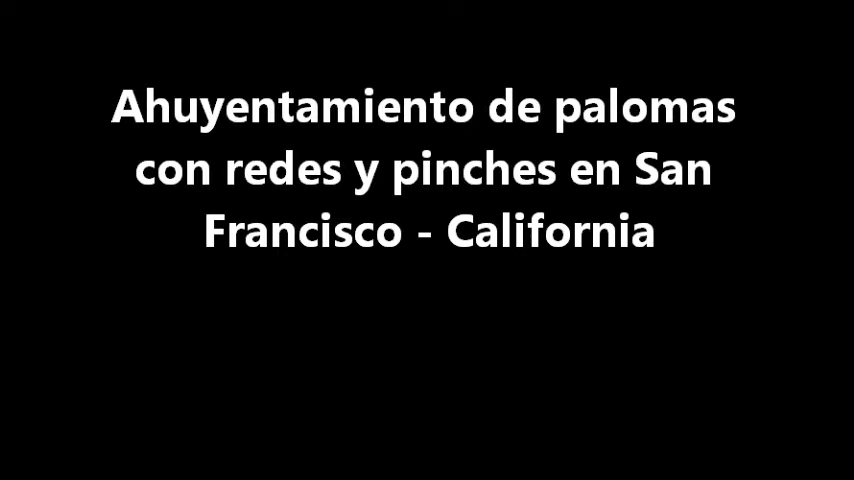 Ahuyentamiento de palomas
con redes y pinches en San
Francisco - California